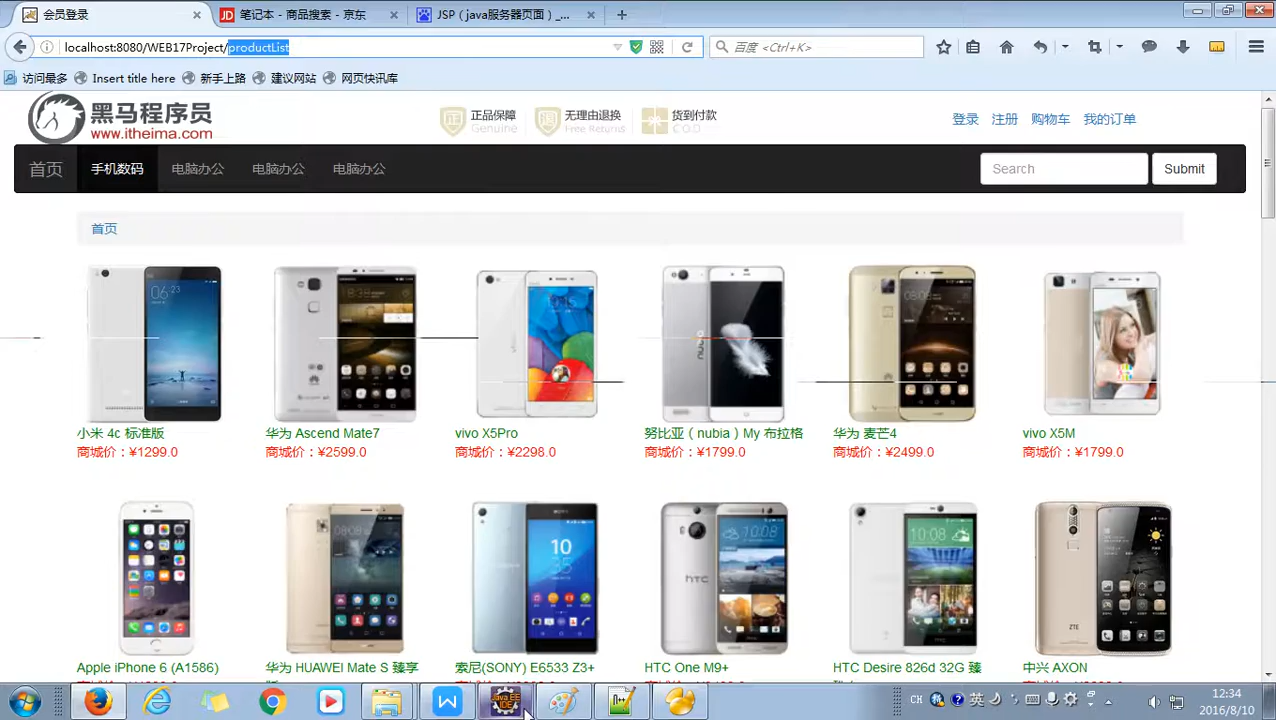 会员登录
笔记本 - 商品搜索 - 京东
JSP（java服务器页面）_...
localhost:8080/WEB17Project/productList
百度 <Ctrl+K>
访问最多 Insert title here 新手上路 建议网站 网页快讯库
黑马程序员
www.itheima.com
正品保障
Genuine
无理由退换
Free Returns
货到付款
C.O.D
登录 注册 购物车 我的订单
首页 手机数码 电脑办公 电脑办公 电脑办公 Search Submit
首页
小米 4c 标准版
商城价：¥1299.0
华为 Ascend Mate7
商城价：¥2599.0
vivo X5Pro
商城价：¥2298.0
努比亚（nubia）My 布拉格
商城价：¥1799.0
华为 麦芒4
商城价：¥2499.0
vivo X5M
商城价：¥1799.0
Apple iPhone 6 (A1586)
华为 HUAWEI Mate S 臻享
索尼(SONY) E6533 Z3+
HTC One M9+
HTC Desire 826d 32G 臻
中兴 AXON
CH 英
12:34
2016/8/10